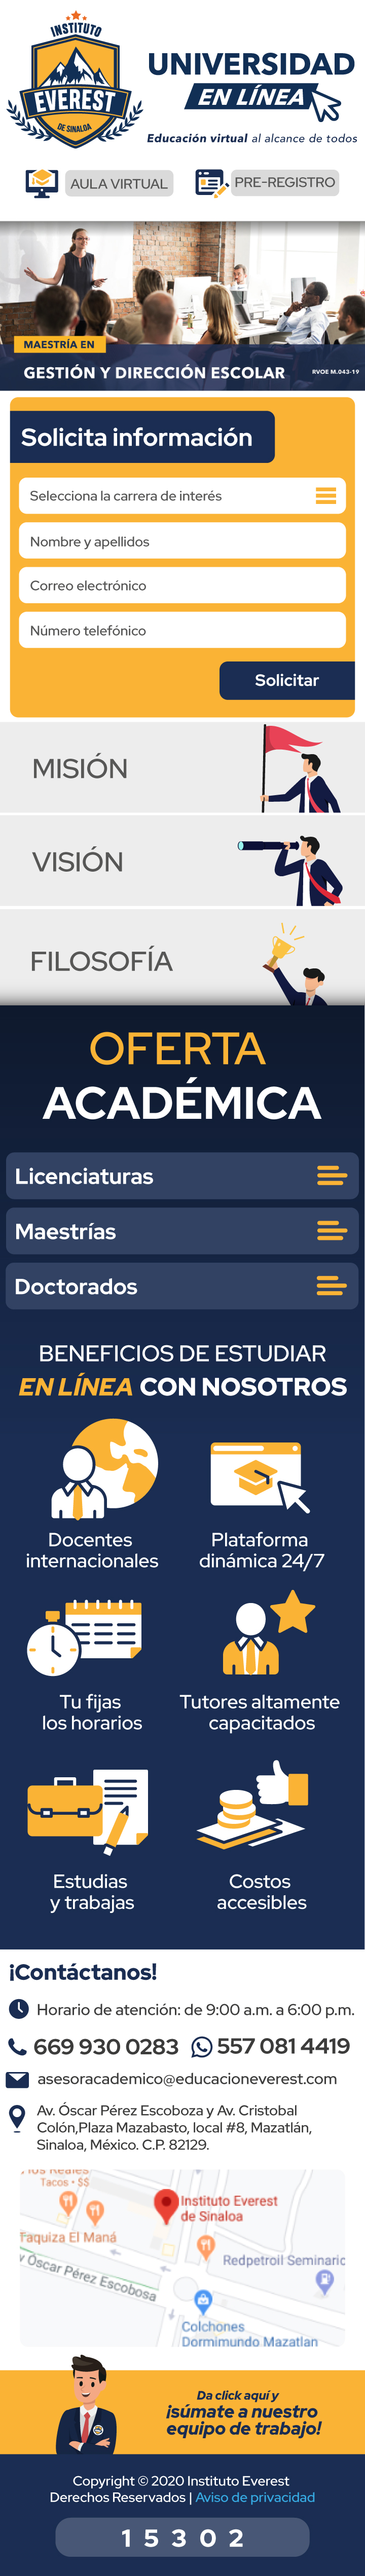 INSTITUTO
EVEREST
DE SINALOA
UNIVERSIDAD
EN LÍNEA
Educación virtual al alcance de todos
AULA VIRTUAL
PRE-REGISTRO
MAESTRÍA EN
GESTIÓN Y DIRECCIÓN ESCOLAR
RVOE M.043-19
Solicita información
Selecciona la carrera de interés
Nombre y apellidos
Correo electrónico
Número telefónico
Solicitar
MISIÓN
VISIÓN
FILOSOFÍA
OFERTA
ACADÉMICA
Licenciaturas
Maestrías
Doctorados
BENEFICIOS DE ESTUDIAR
EN LÍNEA CON NOSOTROS
Docentes
internacionales
Plataforma
dinámica 24/7
Tu fijas
los horarios
Tutores altamente
capacitados
Estudias
y trabajas
Costos
accesibles
¡Contáctanos!
Horario de atención: de 9:00 a.m. a 6:00 p.m.
669 930 0283
557 081 4419
asesoracademico@educacioneverest.com
Av. Óscar Pérez Escoboza y Av. Cristobal
Colón,Plaza Mazabasto, local #8, Mazatlán,
Sinaloa, México. C.P. 82129.
Tacos • $$
Instituto Everest
de Sinaloa
Taquiza El Maná
Redpetroil Seminaric
Óscar Pérez Escobosa
Colchones
Dormimundo Mazatlan
Da click aquí y
¡súmate a nuestro
equipo de trabajo!
Copyright © 2020 Instituto Everest
Derechos Reservados | Aviso de privacidad
1 5 3 0 2